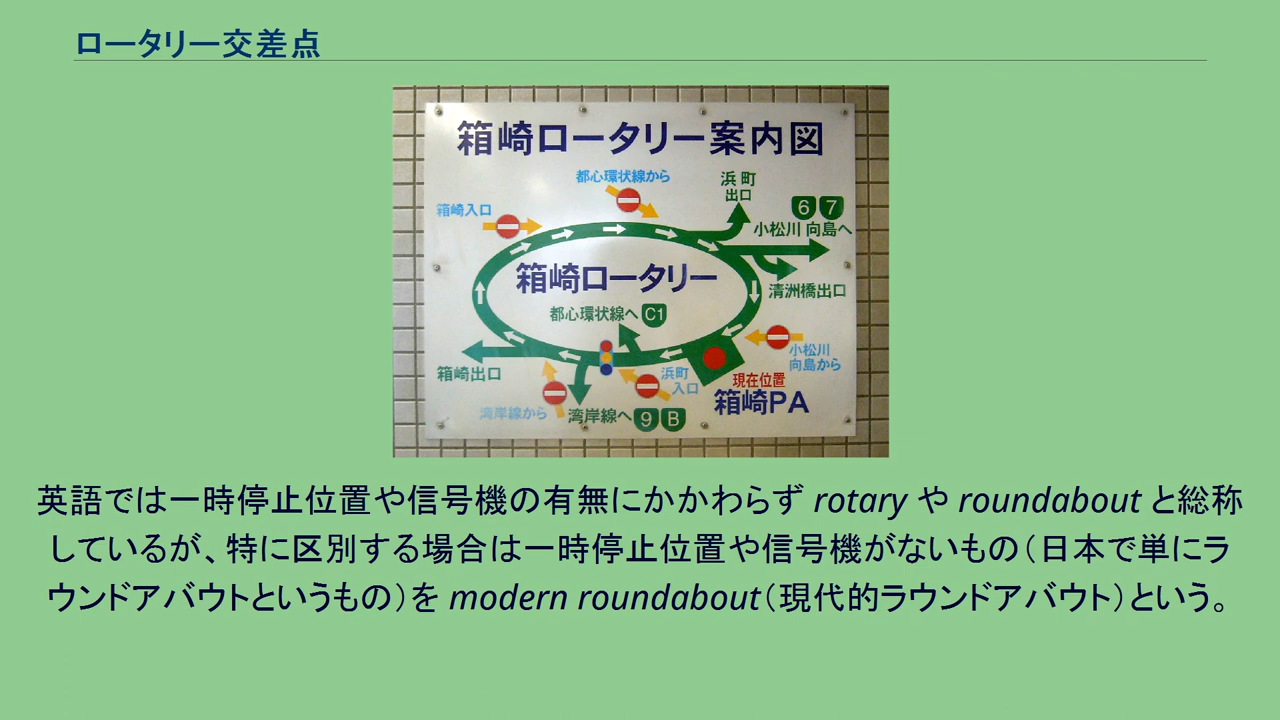 ロータリー交差点
箱崎ロータリー案内図
都心環状線から
浜町
出口
箱崎入口
6 7
小松川 向島へ
箱崎ロータリー
清洲橋出口
都心環状線へ C1
小松川
向島から
箱崎出口
浜町
入口
現在位置
箱崎PA
湾岸線から
湾岸線へ 9 B
英語では一時停止位置や信号機の有無にかかわらず rotary や roundabout と総称
しているが、特に区別する場合は一時停止位置や信号機がないもの（日本で単にラ
ウンドアバウトというもの）を modern roundabout（現代的ラウンドアバウト）という。